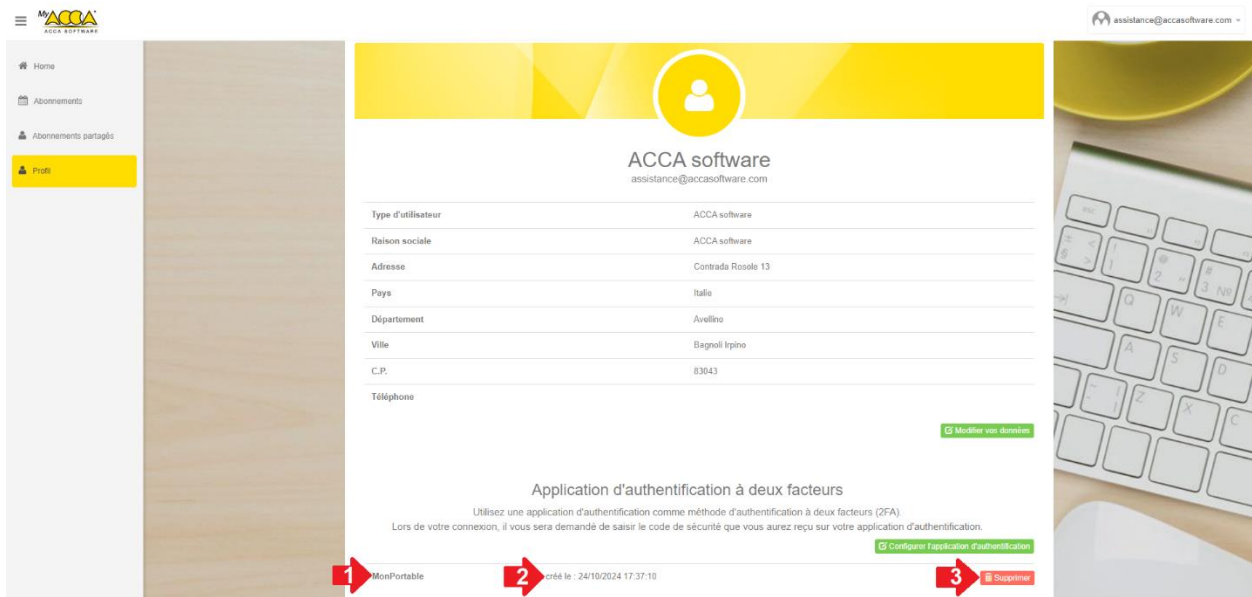 MyACCA
ACCA SOFTWARE
assistance@accasoftware.com
Home
Abonnements
Abonnements partagés
Profil
ACCA software
assistance@accasoftware.com
Type d'utilisateur ACCA software
Raison sociale ACCA software
Adresse Contrada Rosole 13
Pays Italie
Département Avellino
Ville Bagnoli Irpino
C.P. 83043
Téléphone
Modifier vos données
Application d'authentification à deux facteurs
Utilisez une application d'authentification comme méthode d'authentification à deux facteurs (2FA).
Lors de votre connexion, il vous sera demandé de saisir le code de sécurité que vous aurez reçu sur votre application d'authentification.
Configurer l'application d'authentification
1 MonPortable 2 créé le : 24/10/2024 17:37:10 3 Supprimer